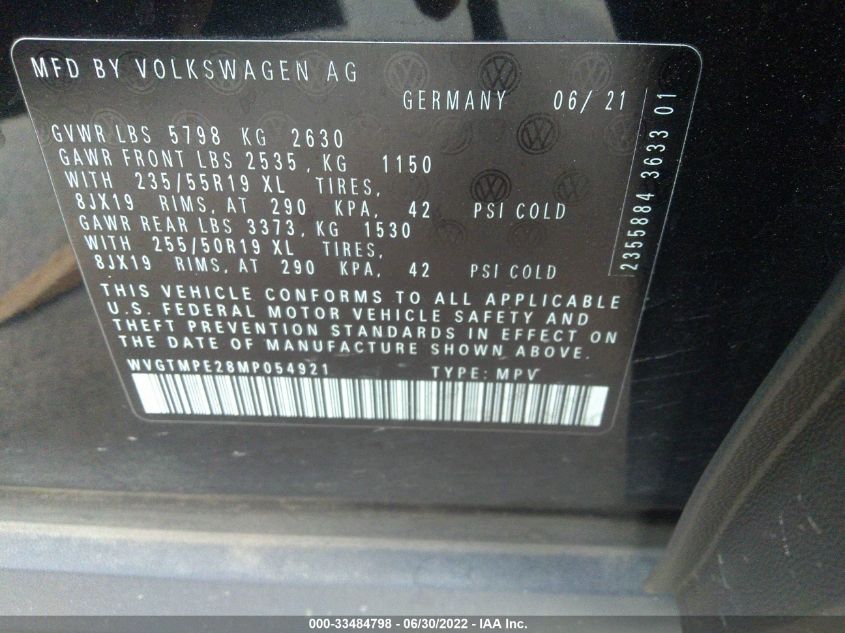 MFD BY VOLKSWAGEN AG
GERMANY 06/21
GVWR LBS 5798 KG 2630
GAWR FRONT LBS 2535, KG 1150
WITH 235/55R19 XL TIRES,
8JX19 RIMS, AT 290 KPA, 42 PSI COLD
GAWR REAR LBS 3373, KG 1530
WITH 255/50R19 XL TIRES,
8JX19 RIMS, AT 290 KPA, 42 PSI COLD
THIS VEHICLE CONFORMS TO ALL APPLICABLE
U.S. FEDERAL MOTOR VEHICLE SAFETY AND
THEFT PREVENTION STANDARDS IN EFFECT ON
THE DATE OF MANUFACTURE SHOWN ABOVE.
WVGTMPE28MP054921 TYPE: MPV
2355884 3633 01
000-33484798 - 06/30/2022 - IAA Inc.